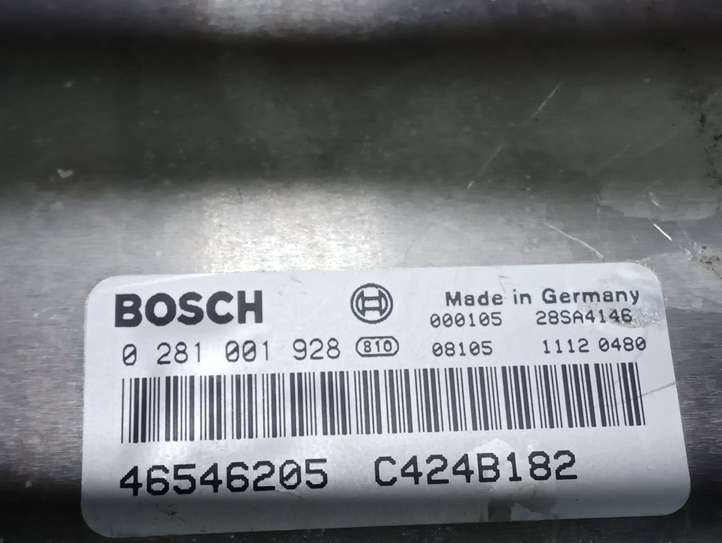 BOSCH Made in Germany
000105 28SA4146
0 281 001 928 810 08105 1112 0480
46546205 C424B182